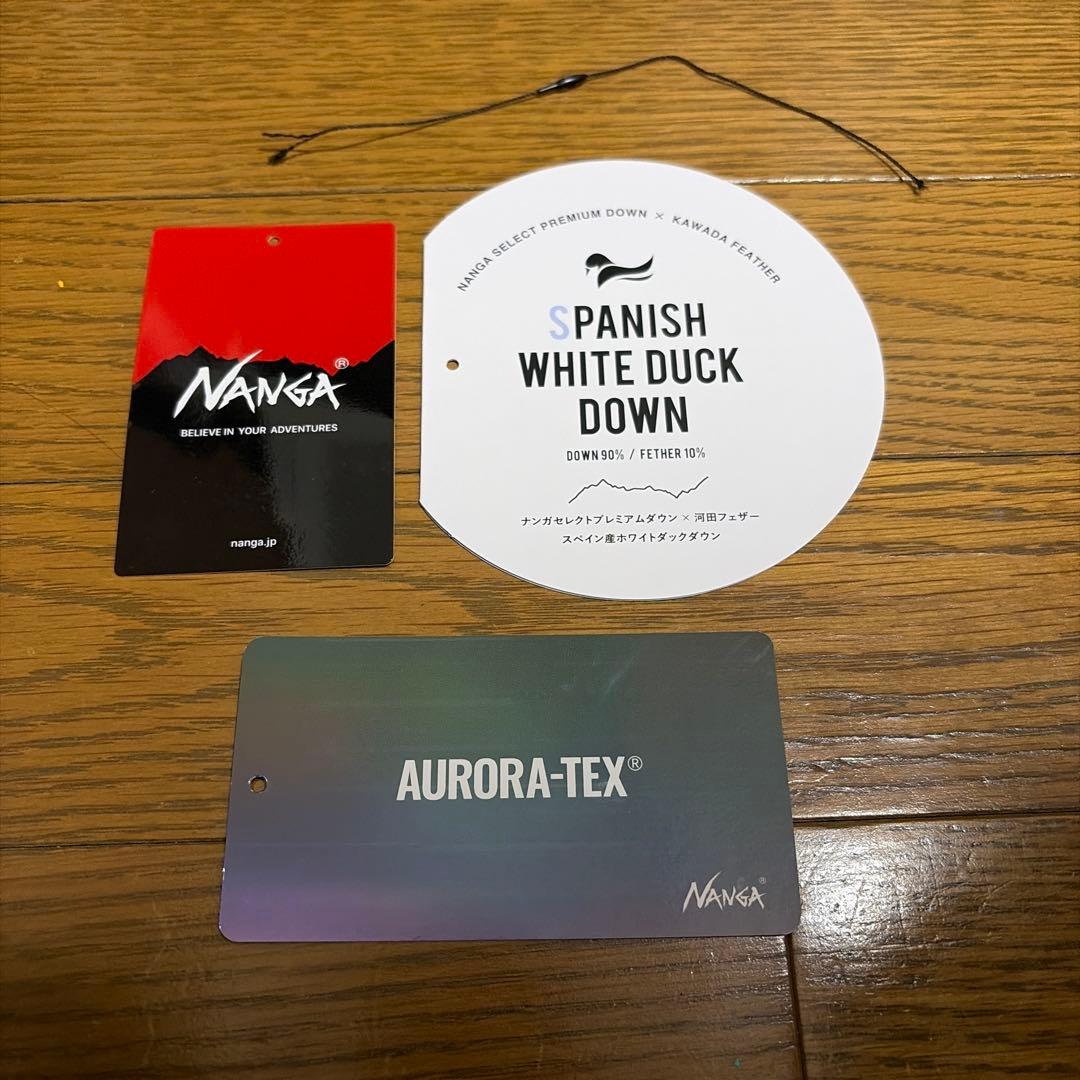 NANGA®
BELIEVE IN YOUR ADVENTURES
nanga.jp
NANGA SELECT PREMIUM DOWN × KAWADA FEATHER
SPANISH
WHITE DUCK
DOWN
DOWN 90% / FETHER 10%
ナンガセレクトプレミアムダウン × 河田フェザー
スペイン産ホワイトダックダウン
AURORA-TEX®
NANGA®